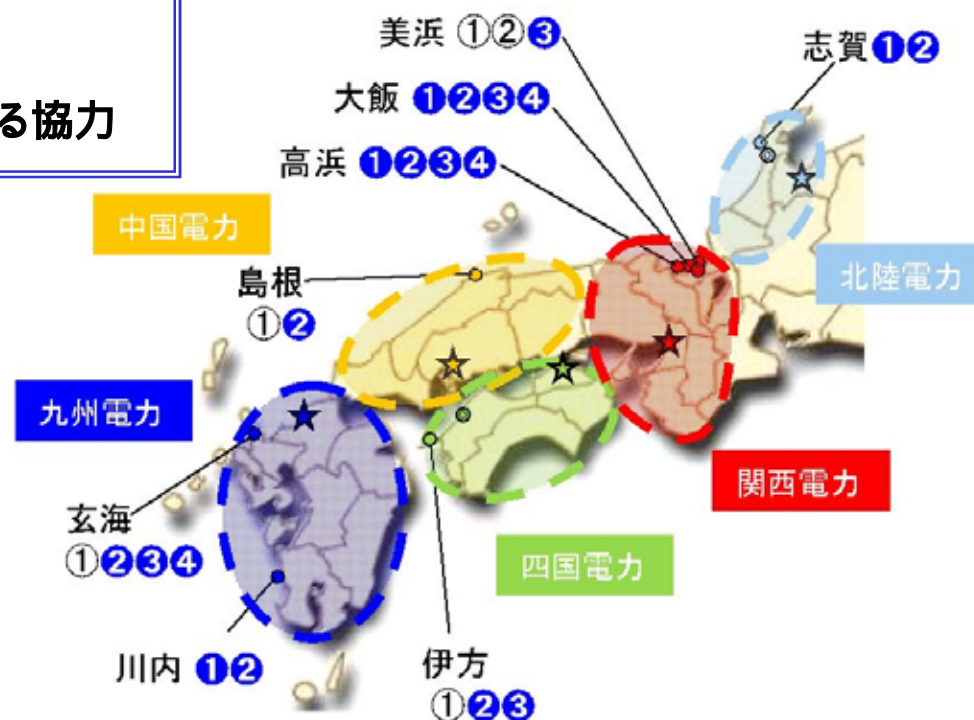 る協力
美浜 ①②❸
志賀❶❷
大飯 ❶❷❸❹
高浜 ❶❷❸❹
中国電力
北陸電力
島根
①❷
九州電力
関西電力
玄海
①❷❸❹
四国電力
川内 ❶❷
伊方
①❷❸